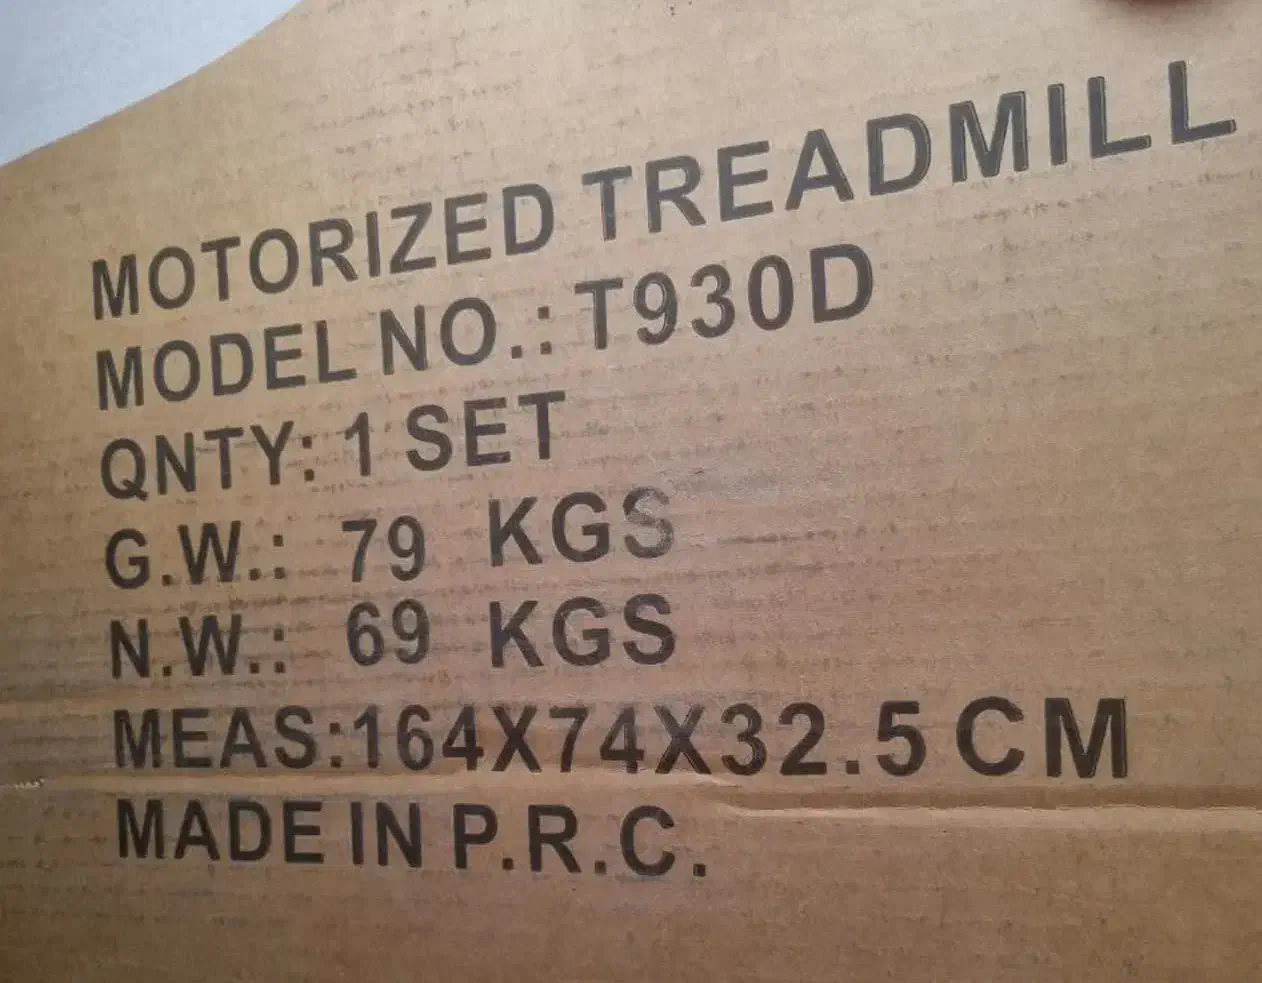 MOTORIZED TREADMILL
MODEL NO.: T930D
QNTY: 1 SET
G.W.: 79 KGS
N.W.: 69 KGS
MEAS:164X74X32.5 CM
MADE IN P.R.C.